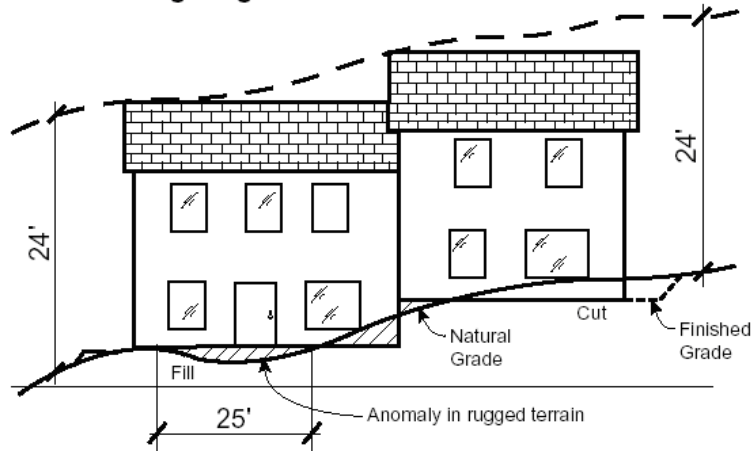 24'
24'
Natural
Grade
Cut
Finished
Grade
Fill
25'
Anomaly in rugged terrain